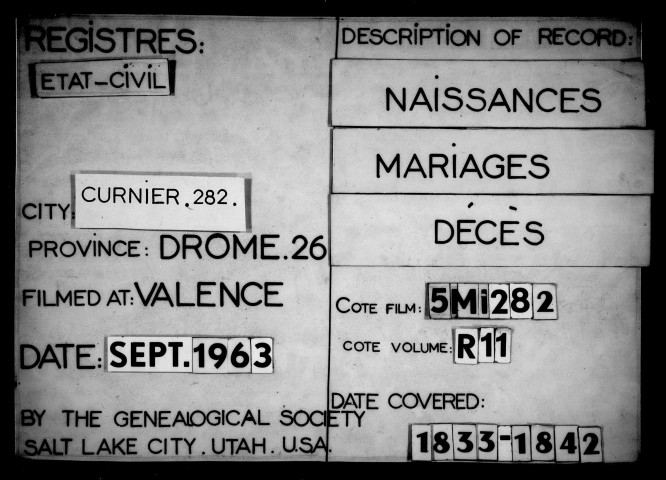 REGISTRES:
ETAT-CIVIL
CITY: CURNIER.282.
PROVINCE: DROME.26
FILMED AT: VALENCE
DATE: SEPT.1963
BY THE GENEALOGICAL SOCIETY
SALT LAKE CITY. UTAH. U.S.A.
DESCRIPTION OF RECORD:
NAISSANCES
MARIAGES
DÉCÈS
COTE FILM: 5Mi282
COTE VOLUME: R11
DATE COVERED:
1833-1842